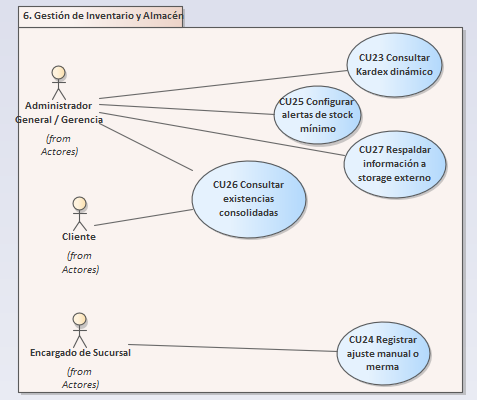 6. Gestión de Inventario y Almacén
CU23 Consultar
Kardex dinámico
Administrador
General / Gerencia
(from
Actores)
CU25 Configurar
alertas de stock
mínimo
CU27 Respaldar
información a
storage externo
CU26 Consultar
existencias
consolidadas
Cliente
(from
Actores)
Encargado de Sucursal
(from
Actores)
CU24 Registrar
ajuste manual o
merma